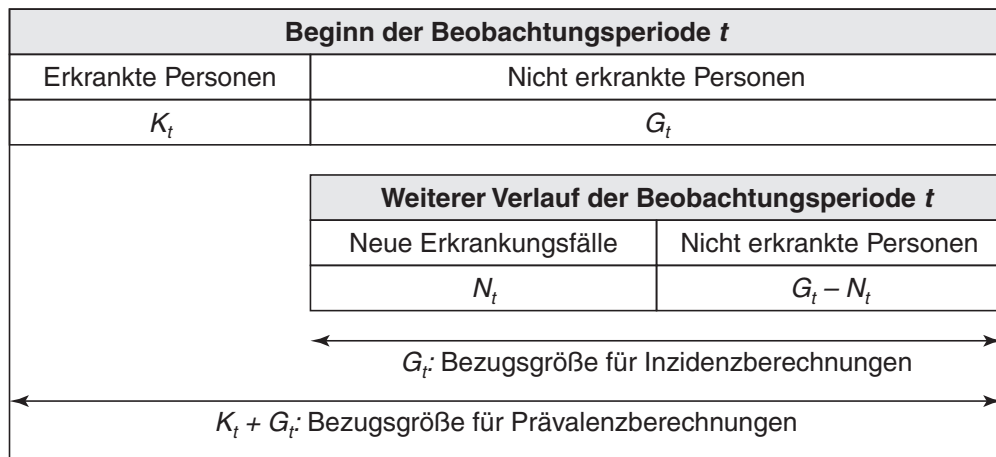 Beginn der Beobachtungsperiode t
Erkrankte Personen Nicht erkrankte Personen
Kt Gt
Weiterer Verlauf der Beobachtungsperiode t
Neue Erkrankungsfälle Nicht erkrankte Personen
Nt Gt – Nt
Gt: Bezugsgröße für Inzidenzberechnungen
Kt + Gt: Bezugsgröße für Prävalenzberechnungen